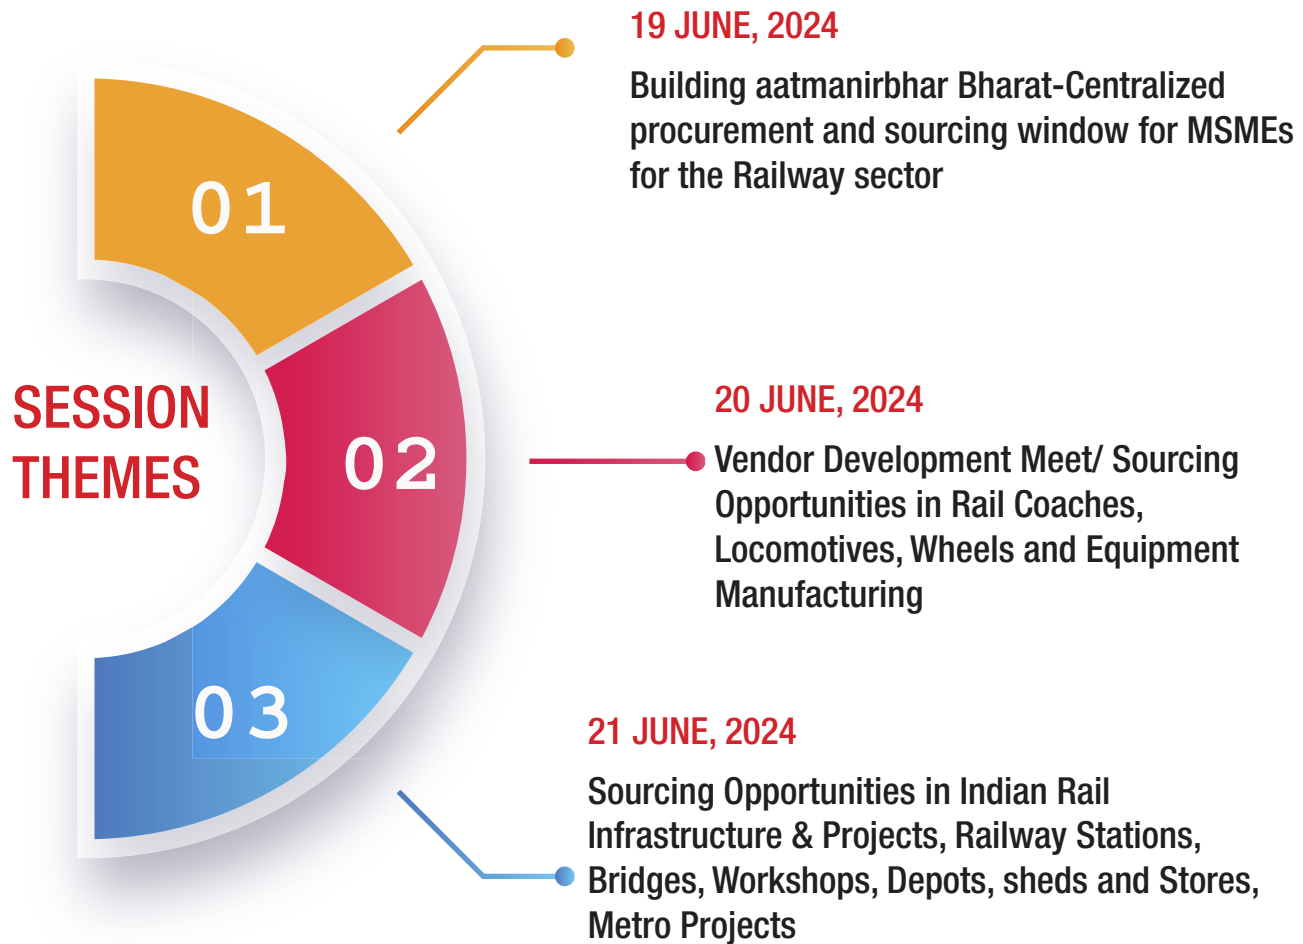 SESSION
THEMES
01
19 JUNE, 2024
Building aatmanirbhar Bharat-Centralized
procurement and sourcing window for MSMEs
for the Railway sector
02
20 JUNE, 2024
Vendor Development Meet/ Sourcing
Opportunities in Rail Coaches,
Locomotives, Wheels and Equipment
Manufacturing
03
21 JUNE, 2024
Sourcing Opportunities in Indian Rail
Infrastructure & Projects, Railway Stations,
Bridges, Workshops, Depots, sheds and Stores,
Metro Projects